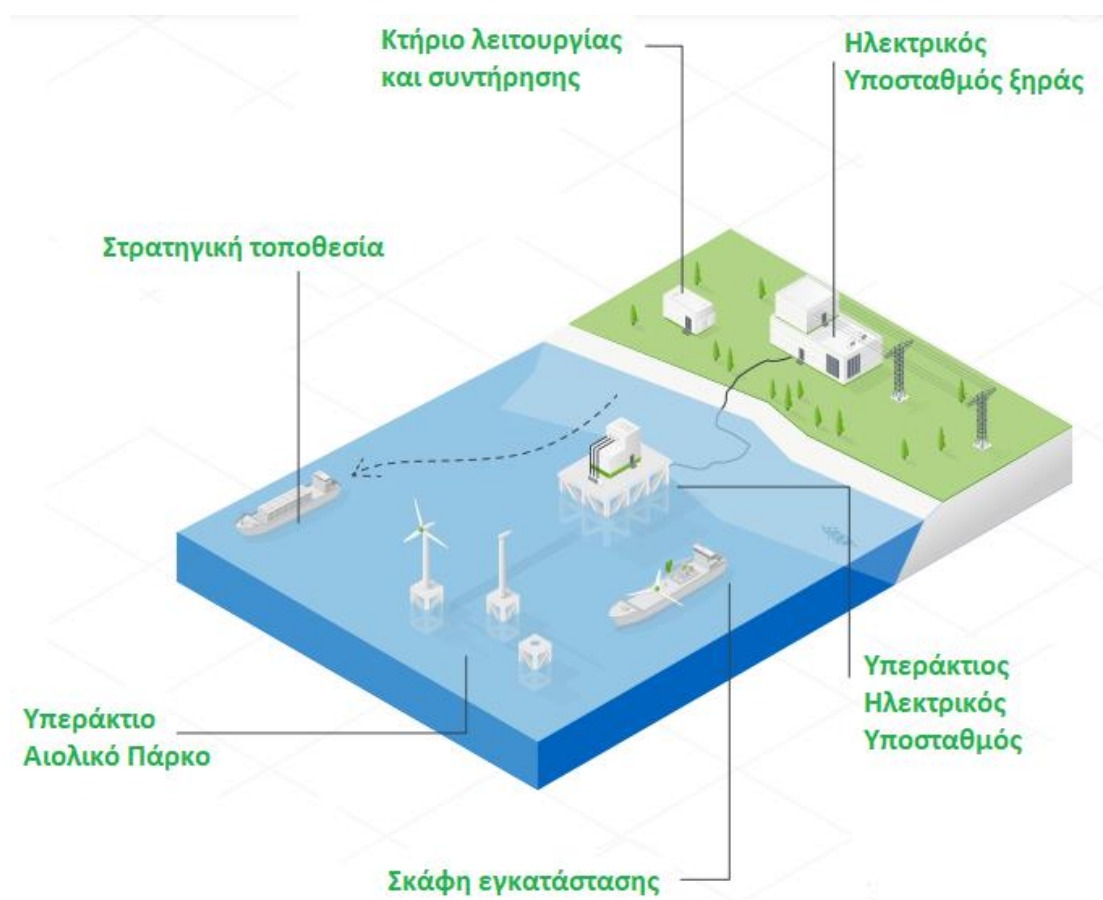 Κτήριο λειτουργίας
και συντήρησης
Ηλεκτρικός
Υποσταθμός ξηράς
Στρατηγική τοποθεσία
Υπεράκτιος
Ηλεκτρικός
Υποσταθμός
Υπεράκτιο
Αιολικό Πάρκο
Σκάφη εγκατάστασης